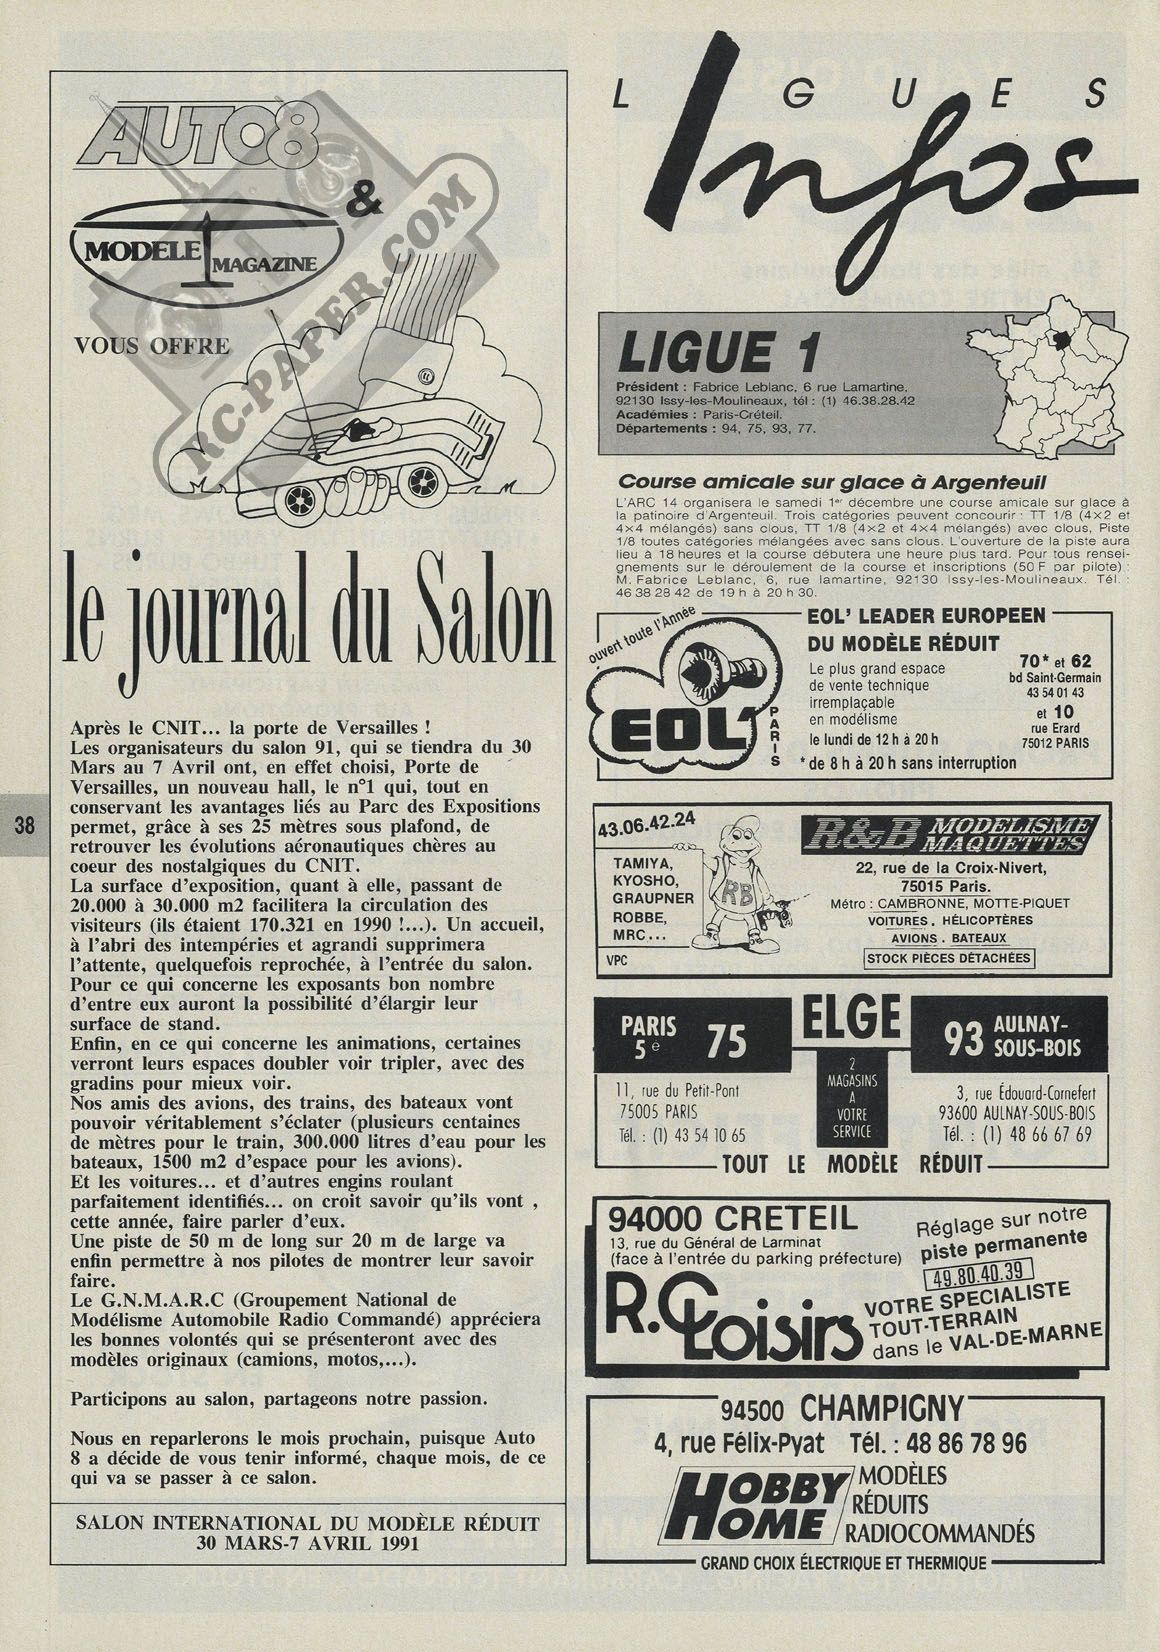 AUTO8
&
MODELE MAGAZINE
VOUS OFFRE
RC-PAPER.COM
le journal du Salon
Après le CNIT... la porte de Versailles !
Les organisateurs du salon 91, qui se tiendra du 30
Mars au 7 Avril ont, en effet choisi, Porte de
Versailles, un nouveau hall, le n°1 qui, tout en
conservant les avantages liés au Parc des Expositions
permet, grâce à ses 25 mètres sous plafond, de
retrouver les évolutions aéronautiques chères au
coeur des nostalgiques du CNIT.
La surface d'exposition, quant à elle, passant de
20.000 à 30.000 m2 facilitera la circulation des
visiteurs (ils étaient 170.321 en 1990 !...). Un accueil,
à l'abri des intempéries et agrandi supprimera
l'attente, quelquefois reprochée, à l'entrée du salon.
Pour ce qui concerne les exposants bon nombre
d'entre eux auront la possibilité d'élargir leur
surface de stand.
Enfin, en ce qui concerne les animations, certaines
verront leurs espaces doubler voir tripler, avec des
gradins pour mieux voir.
Nos amis des avions, des trains, des bateaux vont
pouvoir véritablement s'éclater (plusieurs centaines
de mètres pour le train, 300.000 litres d'eau pour les
bateaux, 1500 m2 d'espace pour les avions).
Et les voitures... et d'autres engins roulant
parfaitement identifiés... on croit savoir qu'ils vont ,
cette année, faire parler d'eux.
Une piste de 50 m de long sur 20 m de large va
enfin permettre à nos pilotes de montrer leur savoir
faire.
Le G.N.M.A.R.C (Groupement National de
Modélisme Automobile Radio Commandé) appréciera
les bonnes volontés qui se présenteront avec des
modèles originaux (camions, motos,...).
Participons au salon, partageons notre passion.
Nous en reparlerons le mois prochain, puisque Auto
8 a décide de vous tenir informé, chaque mois, de ce
qui va se passer à ce salon.
SALON INTERNATIONAL DU MODÈLE RÉDUIT
30 MARS-7 AVRIL 1991
38
LIGUES
Infos
LIGUE 1
Président : Fabrice Leblanc, 6 rue Lamartine,
92130 Issy-les-Moulineaux, tél : (1) 46.38.28.42
Académies : Paris-Créteil.
Départements : 94, 75, 93, 77.
Course amicale sur glace à Argenteuil
L'ARC 14 organisera le samedi 1er décembre une course amicale sur glace à
la patinoire d'Argenteuil. Trois catégories peuvent concourir : TT 1/8 (4×2 et
4×4 mélangés) sans clous, TT 1/8 (4×2 et 4×4 mélangés) avec clous, Piste
1/8 toutes catégories mélangées avec sans clous. L'ouverture de la piste aura
lieu à 18 heures et la course débutera une heure plus tard. Pour tous rensei-
gnements sur le déroulement de la course et inscriptions (50 F par pilote) :
M. Fabrice Leblanc, 6, rue lamartine, 92130 Issy-les-Moulineaux. Tél. :
46 38 28 42 de 19 h à 20 h 30.
ouvert toute l'Année
EOL'
PARIS
EOL' LEADER EUROPEEN
DU MODÈLE RÉDUIT
Le plus grand espace
de vente technique
irremplaçable
en modélisme
le lundi de 12 h à 20 h
* de 8 h à 20 h sans interruption
70* et 62
bd Saint-Germain
43 54 01 43
et 10
rue Erard
75012 PARIS
43.06.42.24
TAMIYA,
KYOSHO,
GRAUPNER
ROBBE,
MRC...
VPC
RB
R&B MODELISME
MAQUETTES
22, rue de la Croix-Nivert,
75015 Paris.
Métro : CAMBRONNE, MOTTE-PIQUET
VOITURES . HÉLICOPTÈRES
AVIONS . BATEAUX
STOCK PIÈCES DÉTACHÉES
PARIS 5e 75
ELGE
93 AULNAY-
SOUS-BOIS
2
MAGASINS
A
VOTRE
SERVICE
11, rue du Petit-Pont
75005 PARIS
Tél. : (1) 43 54 10 65
3, rue Édouard-Cornefert
93600 AULNAY-SOUS-BOIS
Tél. : (1) 48 66 67 69
TOUT LE MODÈLE RÉDUIT
94000 CRETEIL
13, rue du Général de Larminat
(face à l'entrée du parking préfecture)
R.C Loisirs
Réglage sur notre
piste permanente
49.80.40.39
VOTRE SPECIALISTE
TOUT-TERRAIN
dans le VAL-DE-MARNE
94500 CHAMPIGNY
4, rue Félix-Pyat Tél. : 48 86 78 96
HOBBY
HOME
MODÈLES
RÉDUITS
RADIOCOMMANDÉS
GRAND CHOIX ÉLECTRIQUE ET THERMIQUE